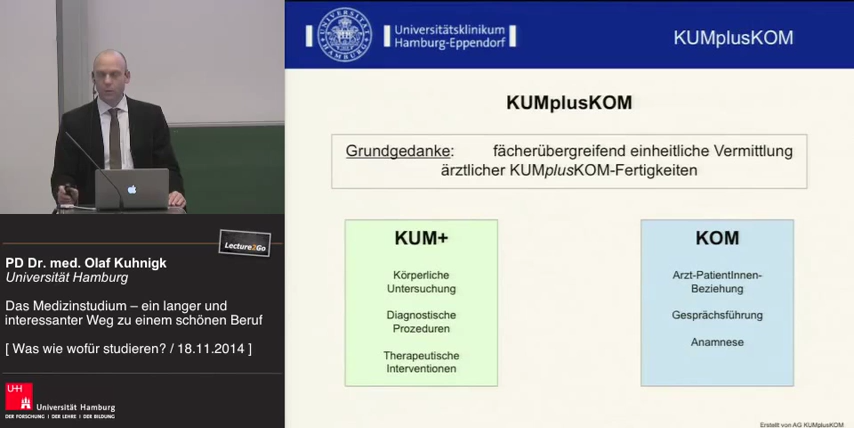 UNIVERSITÄT
HAMBURG
Universitätsklinikum
Hamburg-Eppendorf
KUMplusKOM
KUMplusKOM
Grundgedanke: fächerübergreifend einheitliche Vermittlung
ärztlicher KUMplusKOM-Fertigkeiten
KUM+
Körperliche
Untersuchung
Diagnostische
Prozeduren
Therapeutische
Interventionen
KOM
Arzt-PatientInnen-
Beziehung
Gesprächsführung
Anamnese
Erstellt von AG KUMplusKOM
Lecture2Go
PD Dr. med. Olaf Kuhnigk
Universität Hamburg
Das Medizinstudium – ein langer und
interessanter Weg zu einem schönen Beruf
[ Was wie wofür studieren? / 18.11.2014 ]
UH
Universität Hamburg
DER FORSCHUNG | DER LEHRE | DER BILDUNG